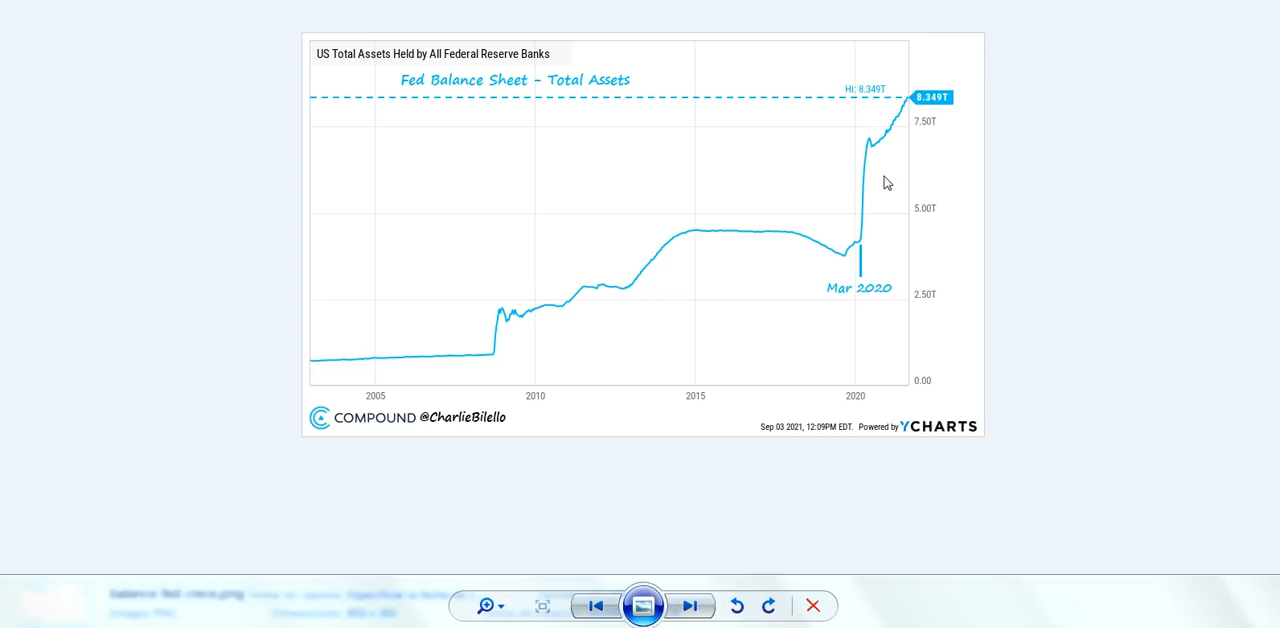 US Total Assets Held by All Federal Reserve Banks
Fed Balance Sheet - Total Assets
Hi: 8.349T
8.349T
7.50T
5.00T
Mar 2020
2.50T
0.00
2005 2010 2015 2020
COMPOUND @CharlieBilello
Sep 03 2021, 12:09PM EDT. Powered by YCHARTS